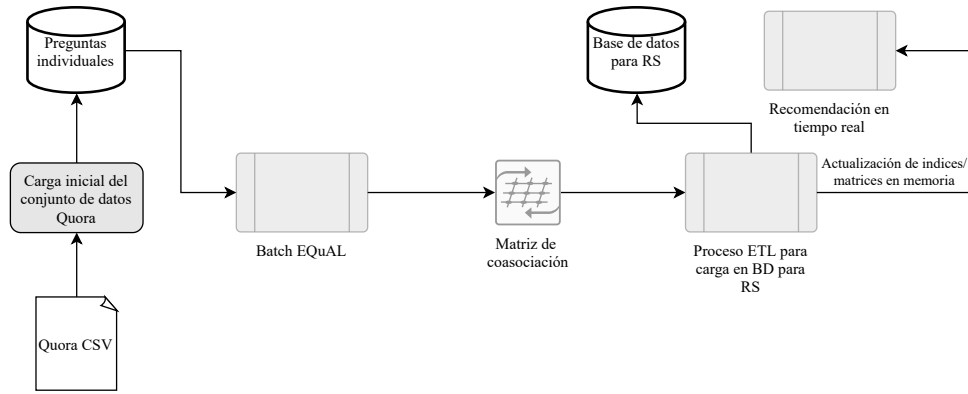 Preguntas
individuales
Base de datos
para RS
Recomendación en
tiempo real
Carga inicial del
conjunto de datos
Quora
Actualización de indices/
matrices en memoria
Batch EQuAL
Matriz de
coasociación
Proceso ETL para
carga en BD para
RS
Quora CSV